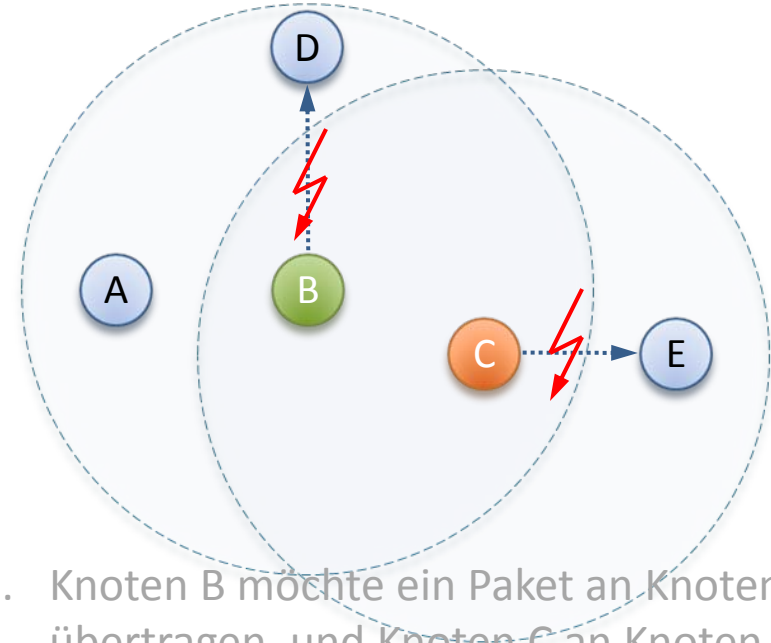 D
A
B
C
E
. Knoten B möchte ein Paket an Knoten
übertragen, und Knoten C an Knoten